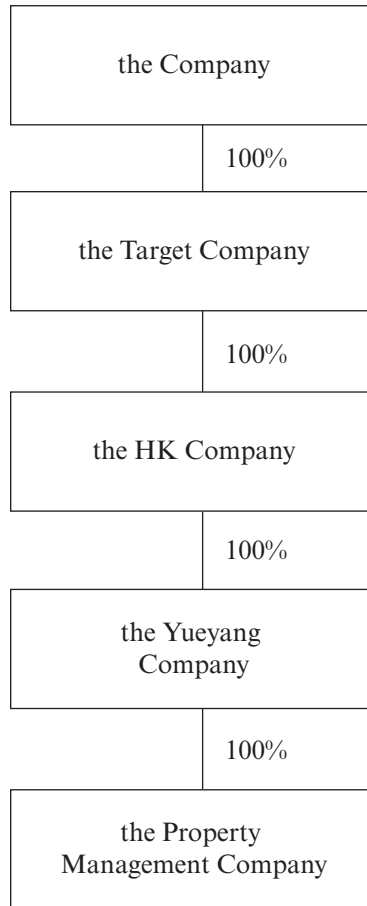 the Company
100%
the Target Company
100%
the HK Company
100%
the Yueyang
Company
100%
the Property
Management Company